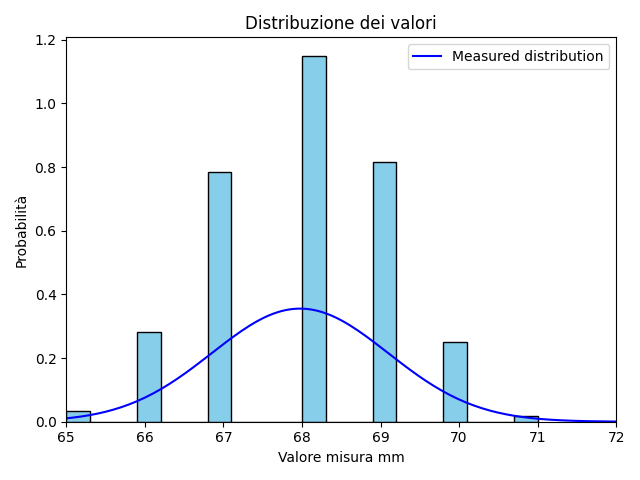 Distribuzione dei valori
Measured distribution
Probabilità
1.2
1.0
0.8
0.6
0.4
0.2
0.0
65 66 67 68 69 70 71 72
Valore misura mm